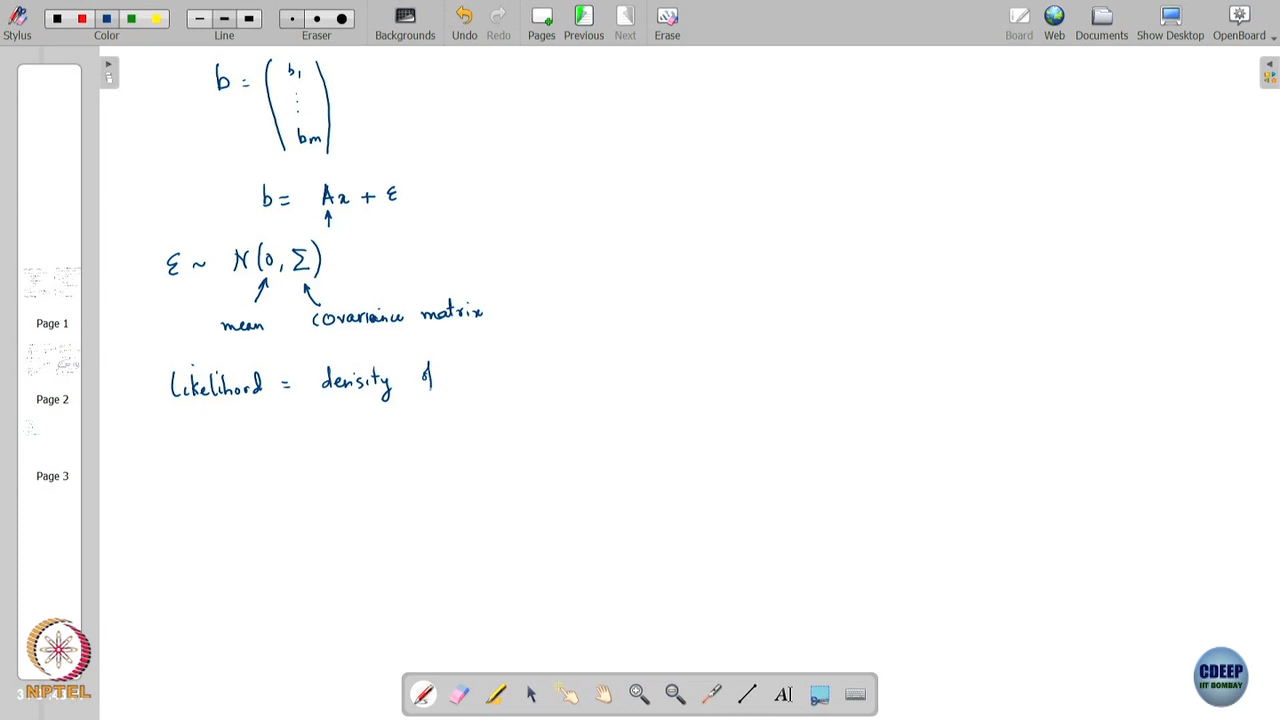 Stylus
Color
Line
Eraser
Backgrounds
Undo
Redo
Pages
Previous
Next
Erase
Board
Web
Documents
Show Desktop
OpenBoard
b = ( b1
⋮
bm )
b = Ax + ε
↑
ε ~ N(0, Σ)
mean covariance matrix
Likelihord = density of
Page 1
Page 2
Page 3
NPTEL
CDEEP
IIT BOMBAY